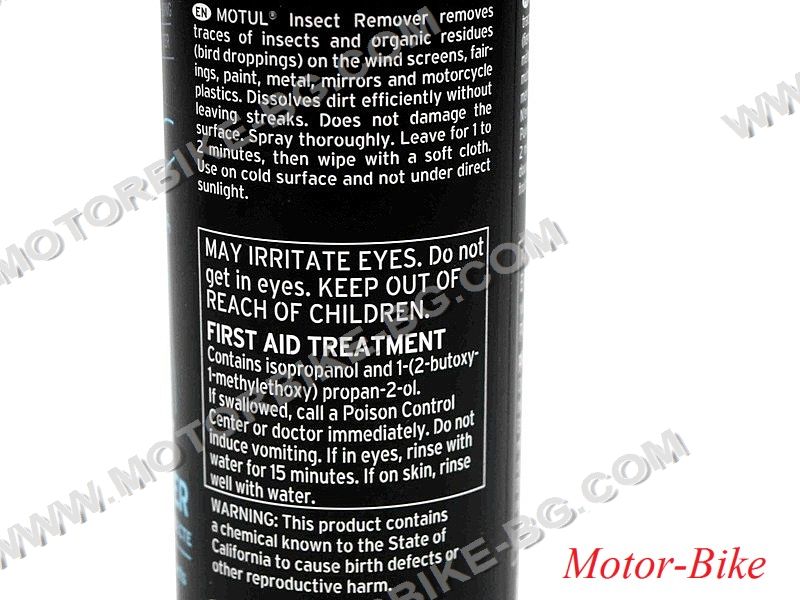 EN MOTUL® Insect Remover removes
traces of insects and organic residues
(bird droppings) on the wind screens, fair-
ings, paint, metal, mirrors and motorcycle
plastics. Dissolves dirt efficiently without
leaving streaks. Does not damage the
surface. Spray thoroughly. Leave for 1 to
2 minutes, then wipe with a soft cloth.
Use on cold surface and not under direct
sunlight.
MAY IRRITATE EYES. Do not
get in eyes. KEEP OUT OF
REACH OF CHILDREN.
FIRST AID TREATMENT
Contains isopropanol and 1-(2-butoxy-
1-methylethoxy) propan-2-ol.
If swallowed, call a Poison Control
Center or doctor immediately. Do not
induce vomiting. If in eyes, rinse with
water for 15 minutes. If on skin, rinse
well with water.
WARNING: This product contains
a chemical known to the State of
California to cause birth defects or
other reproductive harm.
WWW.MOTORBIKE-BG.COM
WWW.MOTORBIKE-BG.COM
WWW.MOTORBIKE-BG.COM
Motor-Bike